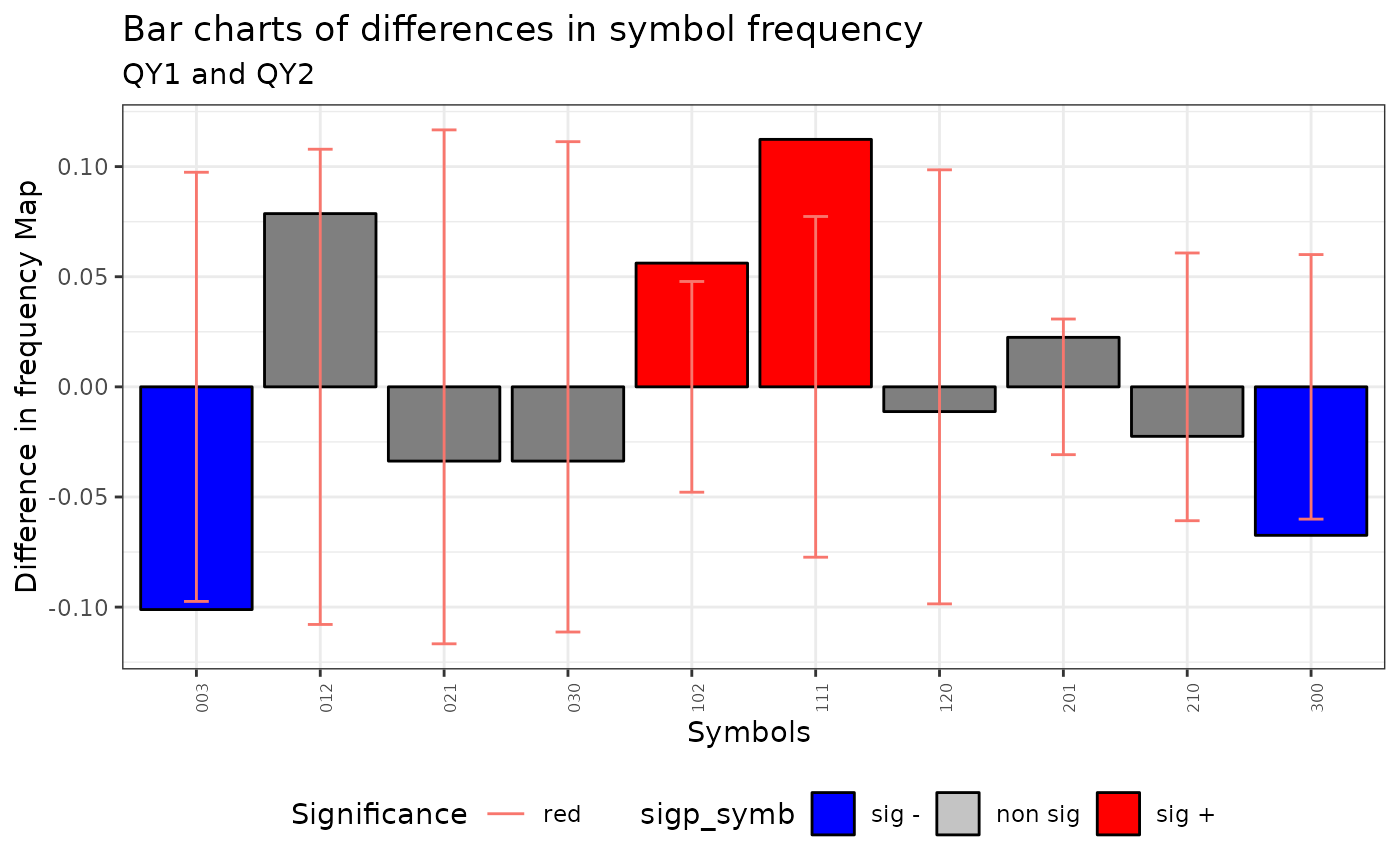 Bar charts of differences in symbol frequency
QY1 and QY2
Difference in frequency Map
0.10
0.05
0.00
-0.05
-0.10
003 012 021 030 102 111 120 201 210 300
Symbols
Significance red sigp_symb sig - non sig sig +